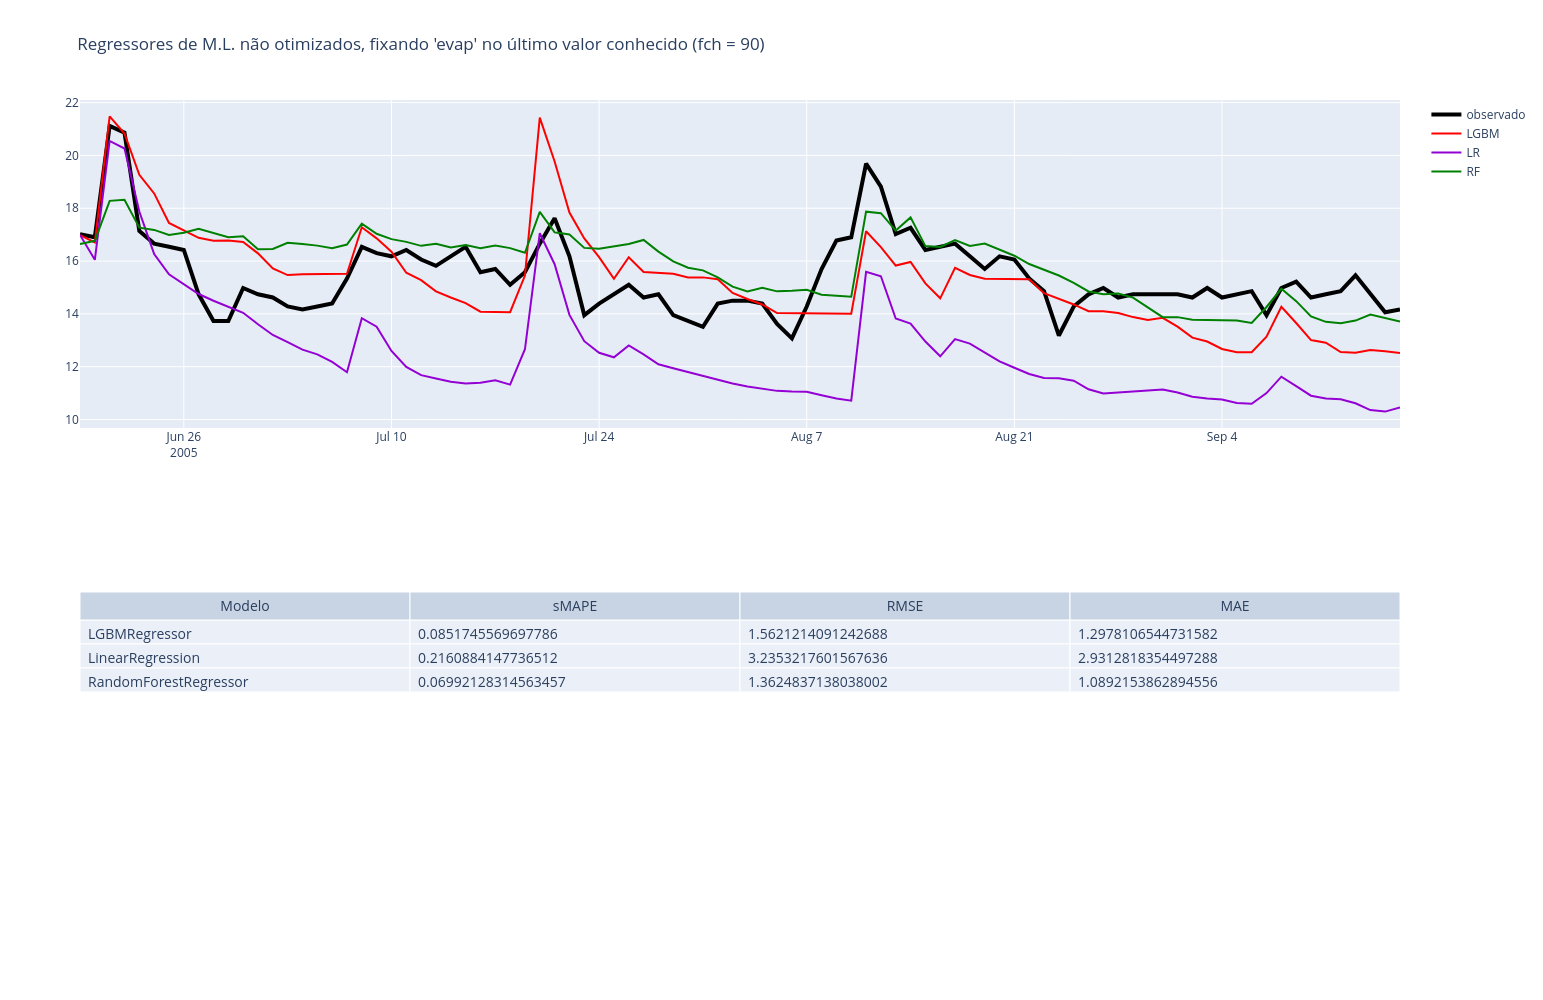 Regressores de M.L. não otimizados, fixando 'evap' no último valor conhecido (fch = 90)
22
20
18
16
14
12
10
Jun 26
2005
Jul 10
Jul 24
Aug 7
Aug 21
Sep 4
observado
LGBM
LR
RF
Modelo sMAPE RMSE MAE
LGBMRegressor 0.0851745569697786 1.5621214091242688 1.2978106544731582
LinearRegression 0.2160884147736512 3.2353217601567636 2.9312818354497288
RandomForestRegressor 0.06992128314563457 1.3624837138038002 1.0892153862894556